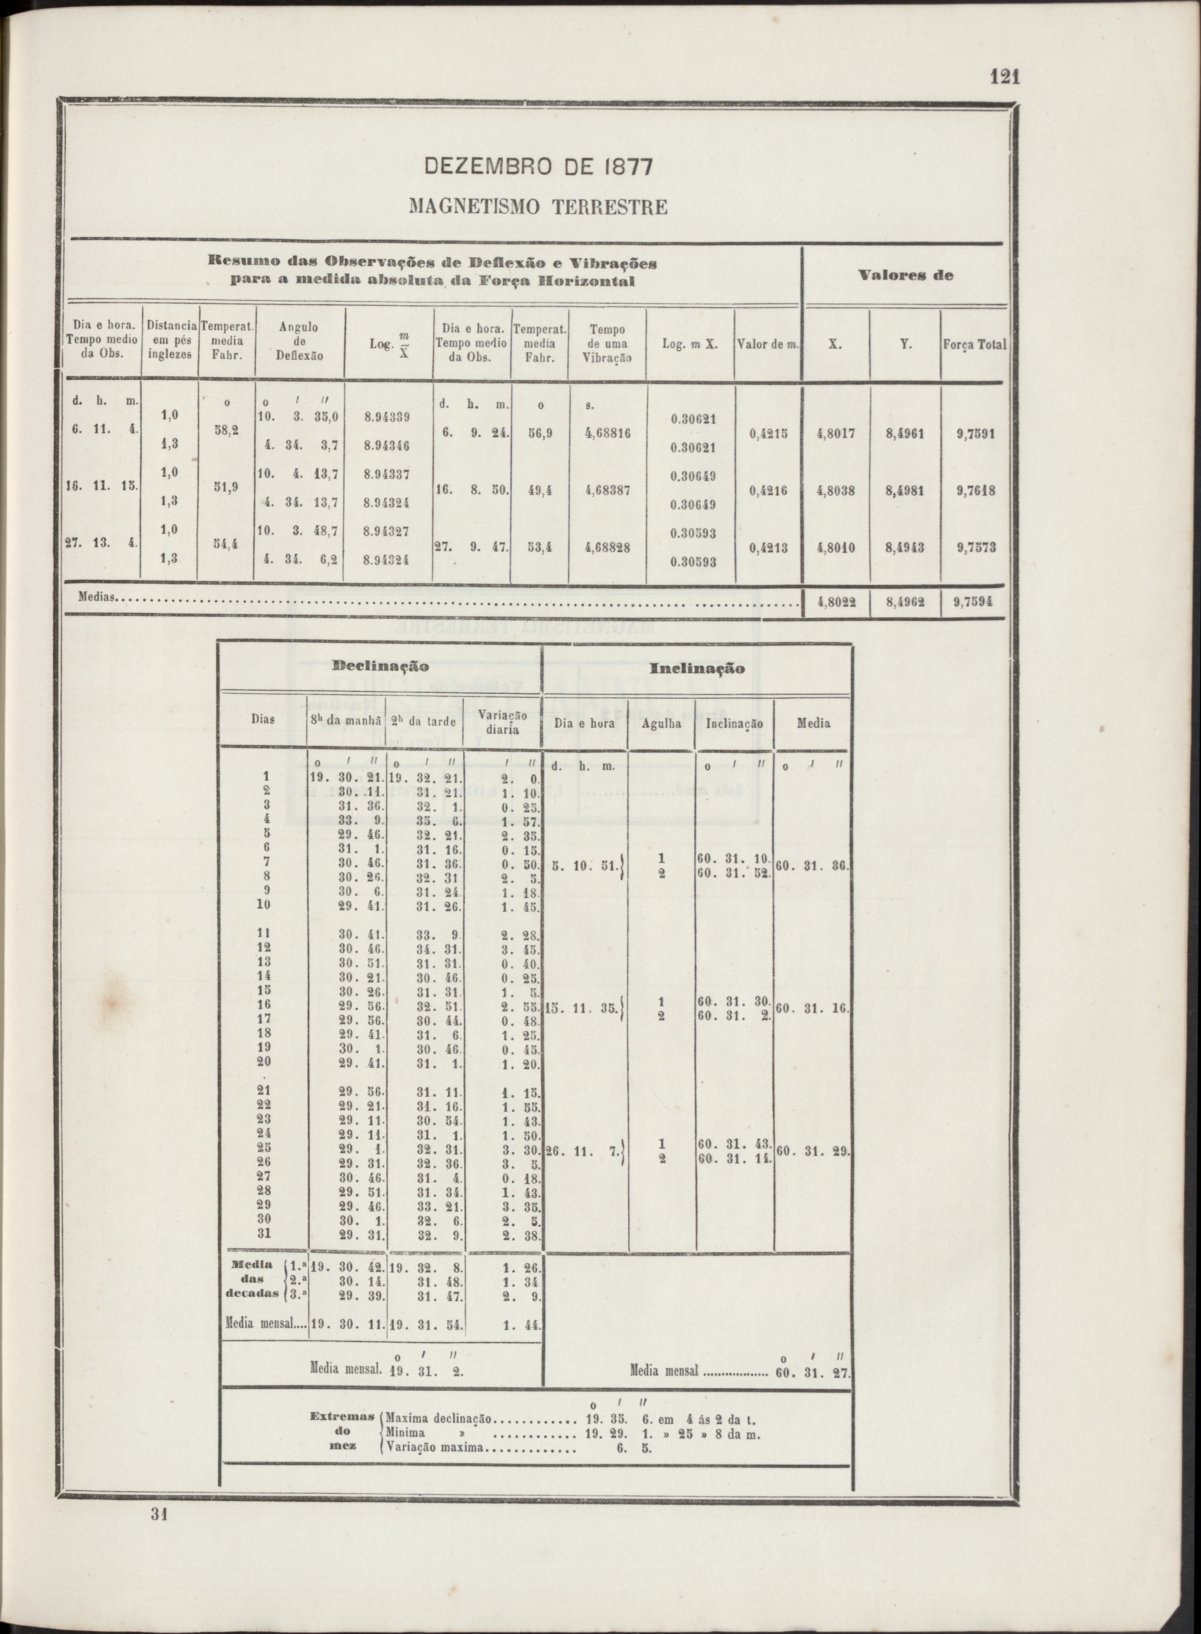 121
DEZEMBRO DE 1877
MAGNETISMO TERRESTRE
Resumo das Observações de Deflexão e Vibrações
para a medida absoluta da Força Horizontal
Valores de
Dia e hora. Tempo medio da Obs. | Distancia em pés inglezes | Temperat. media Fahr. | Angulo de Deflexão | Log. m/X | Dia e hora. Tempo medio da Obs. | Temperat. media Fahr. | Tempo de uma Vibração | Log. m X. | Valor de m. | X. | Y. | Força Total
d. h. m. o o ′ ″ d. h. m. o s.
1,0 10. 3. 35,0 8.94339 0.30621
6. 11. 4. 58,2 6. 9. 24. 56,9 4,68816 0,4215 4,8017 8,4961 9,7591
1,3 4. 34. 3,7 8.94346 0.30621
1,0 10. 4. 13,7 8.94337 0.30649
16. 11. 15. 51,9 16. 8. 50. 49,4 4,68387 0,4216 4,8038 8,4981 9,7618
1,3 4. 34. 13,7 8.94324 0.30649
1,0 10. 3. 48,7 8.94327 0.30593
27. 13. 4. 54,4 27. 9. 47. 53,4 4,68828 0,4213 4,8010 8,4943 9,7573
1,3 4. 34. 6,2 8.94324 0.30593
Medias........ 4,8022 8,4962 9,7594
Declinação Inclinação
Dias | 8h da manhã | 2h da tarde | Variação diaria | Dia e hora | Agulha | Inclinação | Media
o ′ ″ o ′ ″ ′ ″ d. h. m. o ′ ″ o ′ ″
1 19. 30. 21. 19. 32. 21. 2. 0.
2 30. 11. 31. 21. 1. 10.
3 31. 36. 32. 1. 0. 25.
4 33. 9. 35. 6. 1. 57.
5 29. 46. 32. 21. 2. 35.
6 31. 1. 31. 16. 0. 15.
7 30. 46. 31. 36. 0. 50. 5. 10. 51.} 1 60. 31. 10. 60. 31. 36.
8 30. 26. 32. 31 2. 5. 2 60. 31. 52.
9 30. 6. 31. 24. 1. 18.
10 29. 41. 31. 26. 1. 45.
11 30. 41. 33. 9. 2. 28.
12 30. 46. 34. 31. 3. 45.
13 30. 51. 31. 31. 0. 40.
14 30. 21. 30. 46. 0. 25.
15 30. 26. 31. 31. 1. 5.
16 29. 56. 32. 51. 2. 55. 15. 11. 35.} 1 60. 31. 30. 60. 31. 16.
17 29. 56. 30. 44. 0. 48. 2 60. 31. 2.
18 29. 41. 31. 6. 1. 25.
19 30. 1. 30. 46. 0. 45.
20 29. 41. 31. 1. 1. 20.
21 29. 56. 31. 11. 1. 15.
22 29. 21. 31. 16. 1. 55.
23 29. 11. 30. 54. 1. 43.
24 29. 11. 31. 1. 1. 50.
25 29. 1. 32. 31. 3. 30. 26. 11. 7.} 1 60. 31. 43. 60. 31. 29.
26 29. 31. 32. 36. 3. 5. 2 60. 31. 14.
27 30. 46. 31. 4. 0. 18.
28 29. 51. 31. 34. 1. 43.
29 29. 46. 33. 21. 3. 35.
30 30. 1. 32. 6. 2. 5.
31 29. 31. 32. 9. 2. 38.
Media {1.ª 19. 30. 42. 19. 32. 8. 1. 26.
das {2.ª 30. 14. 31. 48. 1. 34
decadas {3.ª 29. 39. 31. 47. 2. 9.
Media mensal.... 19. 30. 11. 19. 31. 54. 1. 44.
o ′ ″ o ′ ″
Media mensal. 19. 31. 2. Media mensal .................. 60. 31. 27.
o ′ ″
Extremas {Maxima declinação............ 19. 35. 6. em 4 ás 2 da t.
do {Minima » ............ 19. 29. 1. » 25 » 8 da m.
mez {Variação maxima............. 6. 5.
31